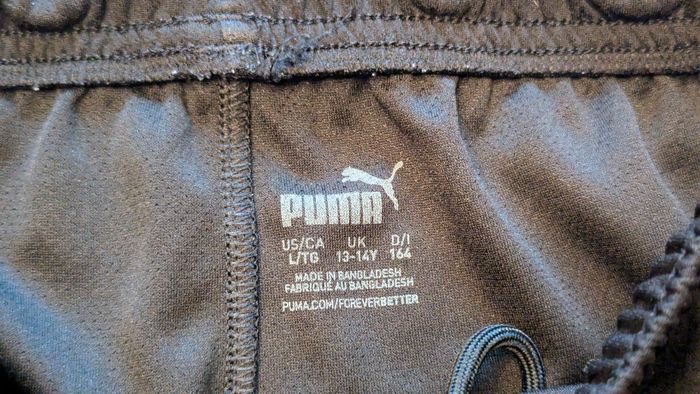 PUMA
US/CA UK D/I
L/TG 13-14Y 164
MADE IN BANGLADESH
FABRIQUÉ AU BANGLADESH
PUMA.COM/FOREVERBETTER